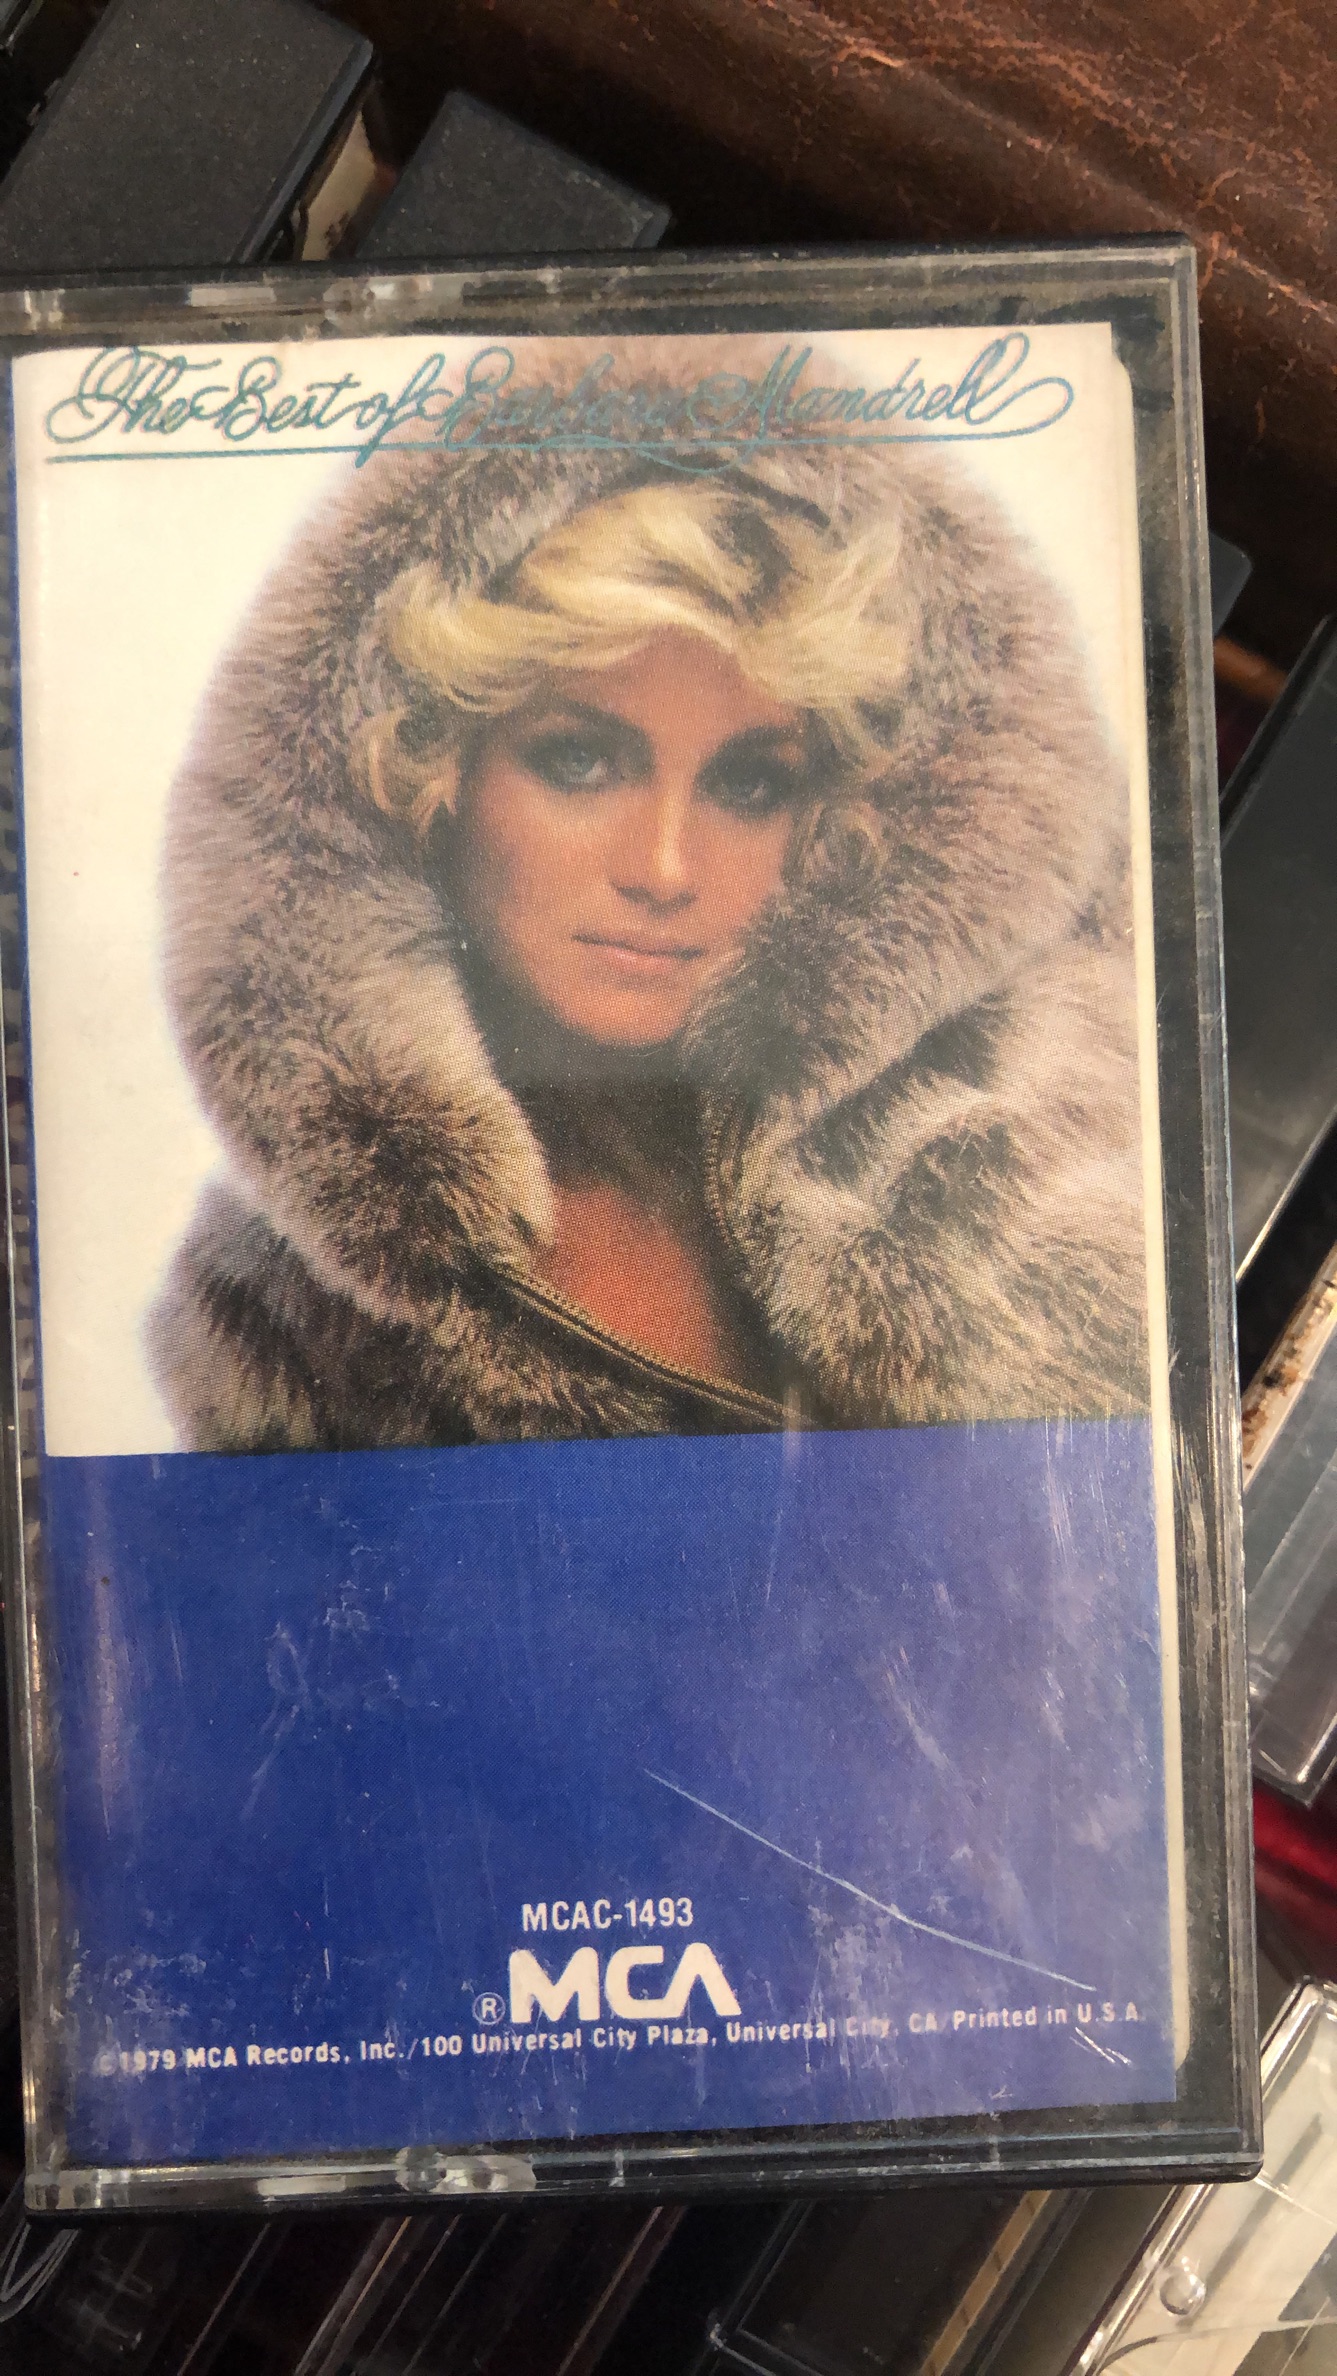 The Best of Barbara Mandrell
MCAC-1493
®MCA
©1979 MCA Records, Inc./100 Universal City Plaza, Universal City, CA Printed in U.S.A.